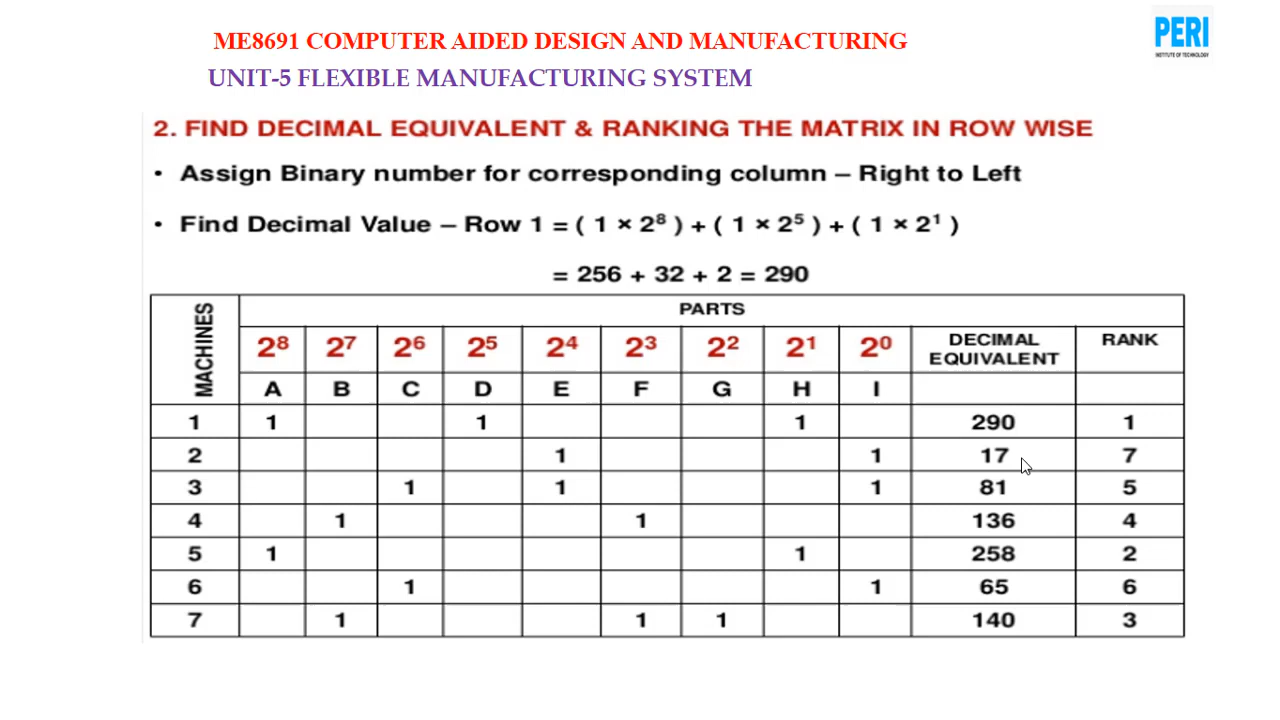 ME8691 COMPUTER AIDED DESIGN AND MANUFACTURING
PERI
INSTITUTE OF TECHNOLOGY
UNIT-5 FLEXIBLE MANUFACTURING SYSTEM
2. FIND DECIMAL EQUIVALENT & RANKING THE MATRIX IN ROW WISE
• Assign Binary number for corresponding column – Right to Left
• Find Decimal Value – Row 1 = ( 1 × 2⁸ ) + ( 1 × 2⁵ ) + ( 1 × 2¹ )
= 256 + 32 + 2 = 290
MACHINES
PARTS
2⁸ 2⁷ 2⁶ 2⁵ 2⁴ 2³ 2² 2¹ 2⁰ DECIMAL EQUIVALENT RANK
A B C D E F G H I
1 1 1 1 290 1
2 1 1 17 7
3 1 1 1 81 5
4 1 1 136 4
5 1 1 258 2
6 1 1 65 6
7 1 1 1 140 3